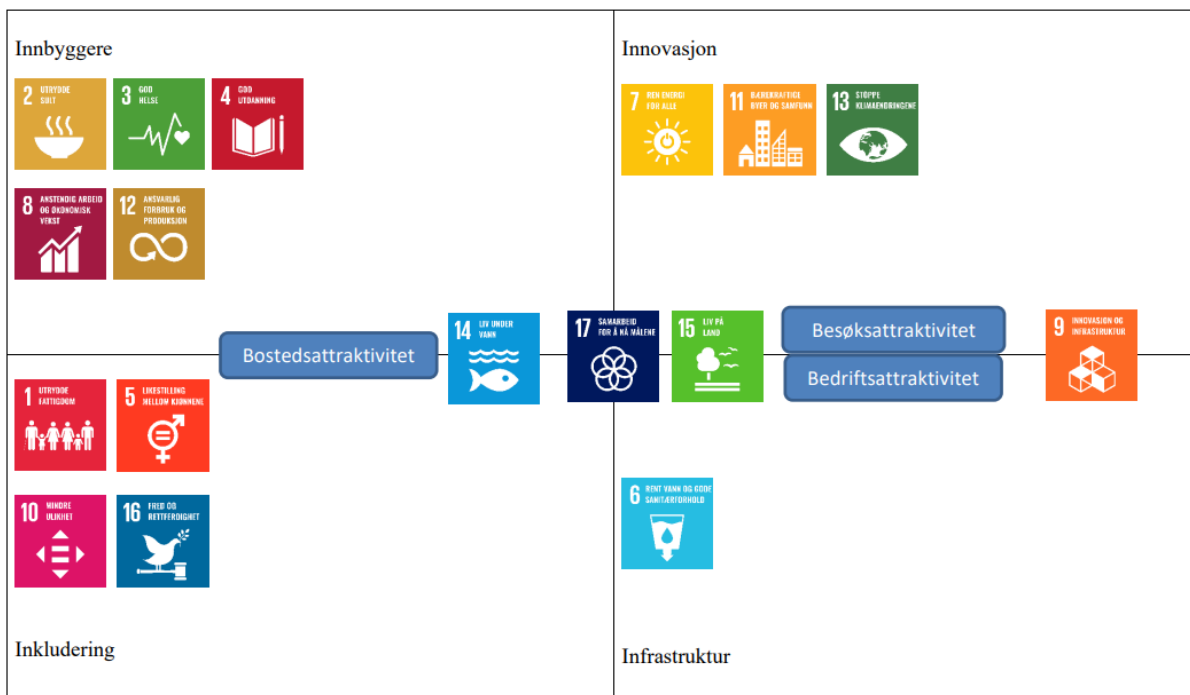 Innbyggere
2 UTRYDDE
SULT
3 GOD
HELSE
4 GOD
UTDANNING
8 ANSTENDIG ARBEID
OG ØKONOMISK
VEKST
12 ANSVARLIG
FORBRUK OG
PRODUKSJON
Innovasjon
7 REN ENERGI
FOR ALLE
11 BÆREKRAFTIGE
BYER OG SAMFUNN
13 STOPPE
KLIMAENDRINGENE
Bostedsattraktivitet
14 LIV UNDER
VANN
17 SAMARBEID
FOR Å NÅ MÅLENE
15 LIV PÅ
LAND
Besøksattraktivitet
Bedriftsattraktivitet
9 INNOVASJON OG
INFRASTRUKTUR
1 UTRYDDE
FATTIGDOM
5 LIKESTILLING
MELLOM KJØNNENE
10 MINDRE
ULIKHET
16 FRED OG
RETTFERDIGHET
Inkludering
6 RENT VANN OG GODE
SANITÆRFORHOLD
Infrastruktur